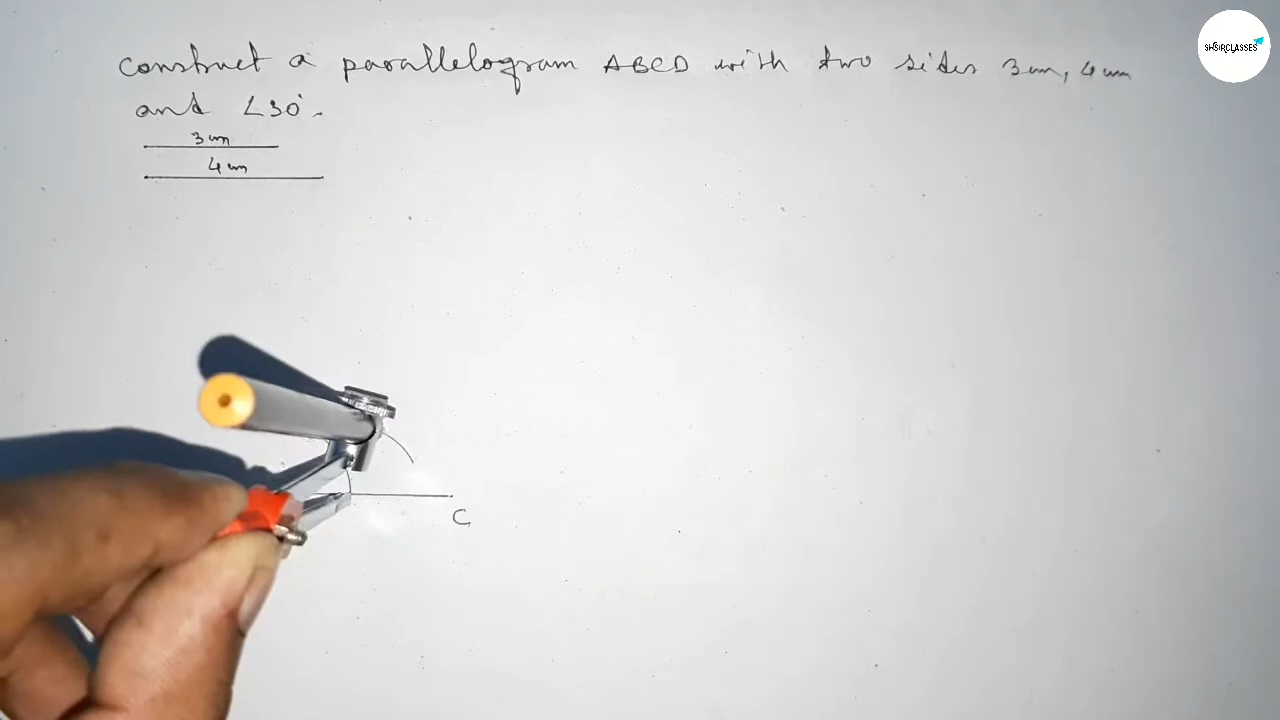 construct a parallelogram ABCD with two sides 3cm, 4cm
and ∠30°.
3cm
4cm
C
SHSIRCLASSES